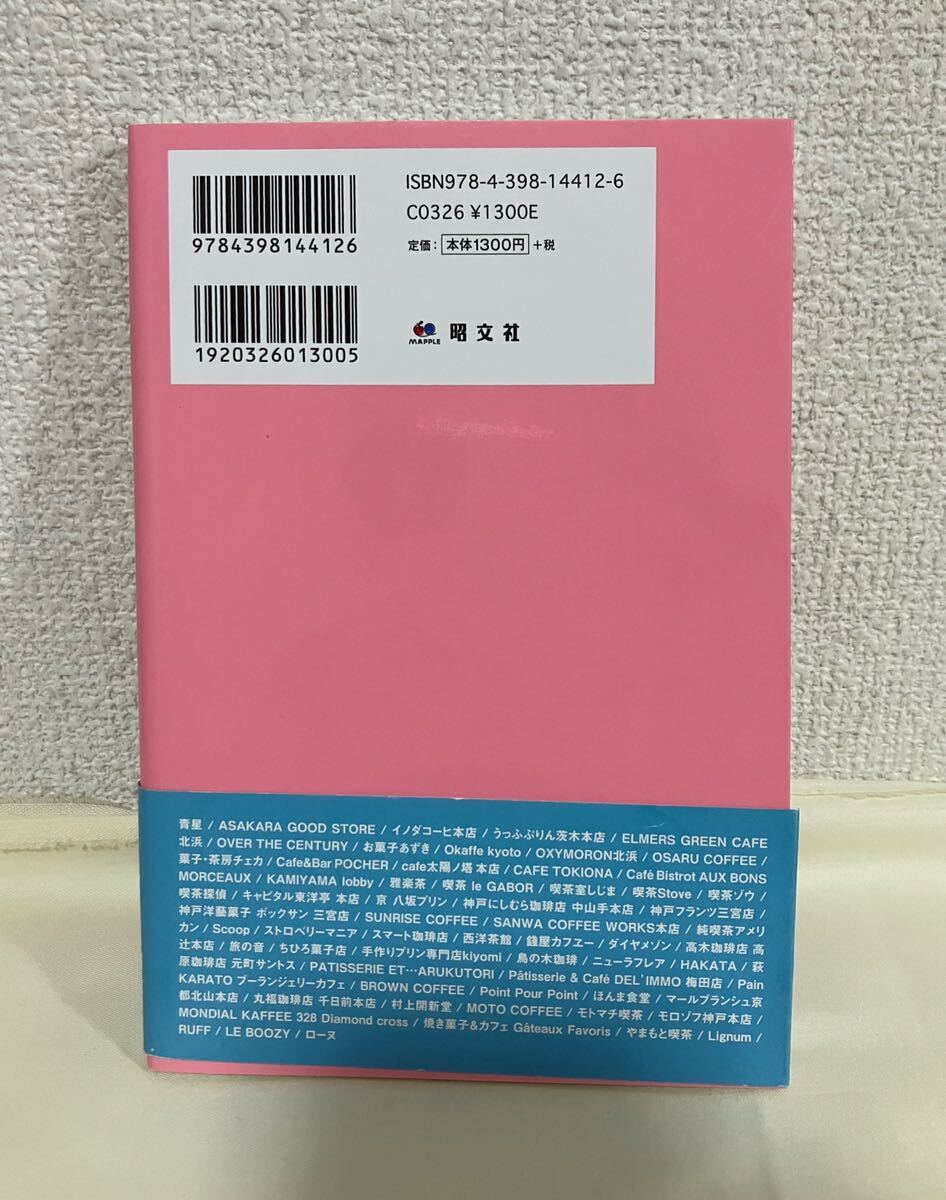 ISBN978-4-398-14412-6
C0326 ¥1300E
定価：本体1300円+税
9784398144126
1920326013005
MAPPLE 昭文社
青星 / ASAKARA GOOD STORE / イノダコーヒ本店 / うっふぷりん茨木本店 / ELMERS GREEN CAFE
北浜 / OVER THE CENTURY / お菓子あずき / Okaffe kyoto / OXYMORON北浜 / OSARU COFFEE /
菓子・茶房チェカ / Cafe&Bar POCHER / cafe太陽ノ塔 本店 / CAFE TOKIONA / Café Bistrot AUX BONS
MORCEAUX / KAMIYAMA lobby / 雅楽茶 / 喫茶 le GABOR / 喫茶室しじま / 喫茶Stove / 喫茶ゾウ /
喫茶探偵 / キャピタル東洋亭 本店 / 京 八坂プリン / 神戸にしむら珈琲店 中山手本店 / 神戸フランツ三宮店 /
神戸洋藝菓子 ボックサン 三宮店 / SUNRISE COFFEE / SANWA COFFEE WORKS本店 / 純喫茶アメリ
カン / Scoop / ストロベリーマニア / スマート珈琲店 / 西洋茶館 / 錢屋カフヱー / ダイヤメゾン / 高木珈琲店 高
辻本店 / 旅の音 / ちひろ菓子店 / 手作りプリン専門店kiyomi / 鳥の木珈琲 / ニューラフレア / HAKATA / 萩
原珈琲店 元町サントス / PATISSERIE ET…ARUKUTORI / Pâtisserie & Café DEL'IMMO 梅田店 / Pain
KARATO ブーランジェリーカフェ / BROWN COFFEE / Point Pour Point / ほんま食堂 / マールブランシュ京
都北山本店 / 丸福珈琲店 千日前本店 / 村上開新堂 / MOTO COFFEE / モトマチ喫茶 / モロゾフ神戸本店 /
MONDIAL KAFFEE 328 Diamond cross / 焼き菓子&カフェ Gâteaux Favoris / やまもと喫茶 / Lignum /
RUFF / LE BOOZY / ローヌ